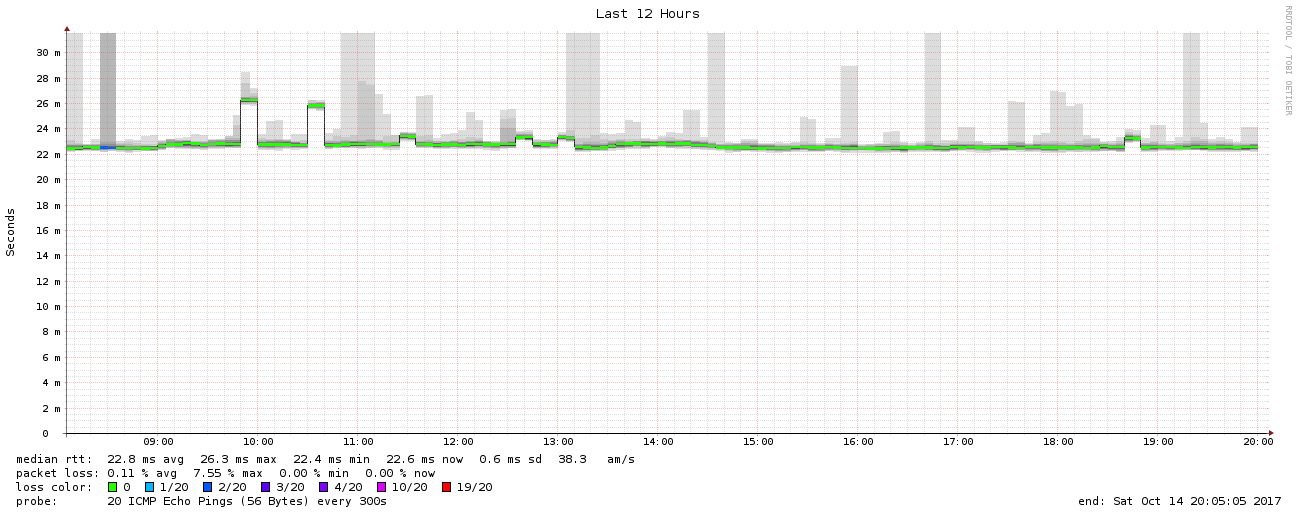 Last 12 Hours
RRDTOOL / TOBI OETIKER
Seconds
30 m
28 m
26 m
24 m
22 m
20 m
18 m
16 m
14 m
12 m
10 m
8 m
6 m
4 m
2 m
0
09:00 10:00 11:00 12:00 13:00 14:00 15:00 16:00 17:00 18:00 19:00 20:00
median rtt: 22.8 ms avg 26.3 ms max 22.4 ms min 22.6 ms now 0.6 ms sd 38.3 am/s
packet loss: 0.11 % avg 7.55 % max 0.00 % min 0.00 % now
loss color: 0 1/20 2/20 3/20 4/20 10/20 19/20
probe: 20 ICMP Echo Pings (56 Bytes) every 300s end: Sat Oct 14 20:05:05 2017